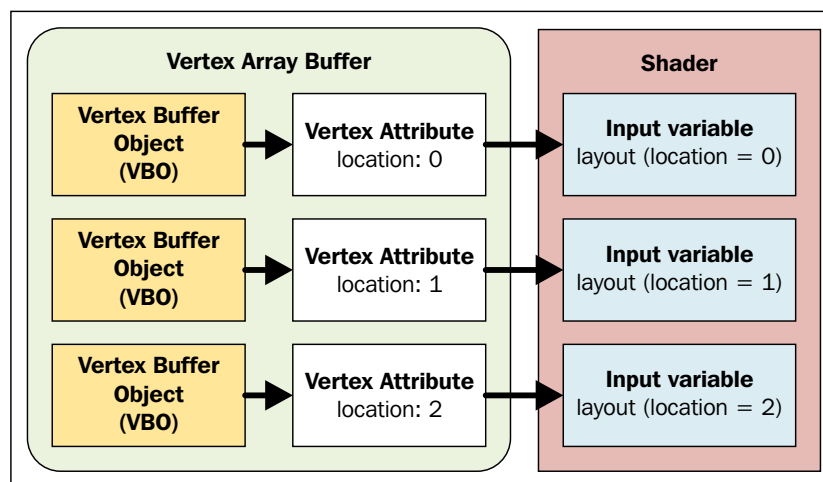 Vertex Array Buffer
Shader
Vertex Buffer
Object
(VBO)
Vertex Attribute
location: 0
Input variable
layout (location = 0)
Vertex Buffer
Object
(VBO)
Vertex Attribute
location: 1
Input variable
layout (location = 1)
Vertex Buffer
Object
(VBO)
Vertex Attribute
location: 2
Input variable
layout (location = 2)